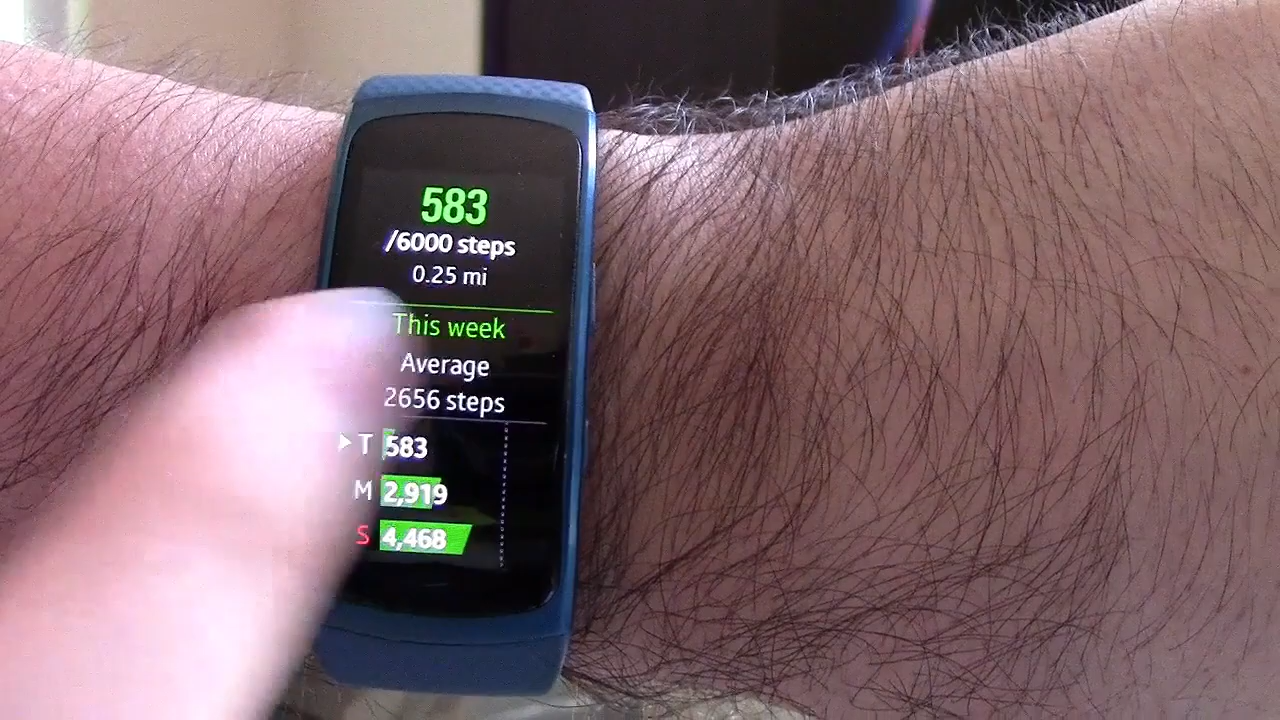 583
/6000 steps
0.25 mi
This week
Average
2656 steps
T 583
M 2,919
S 4,468